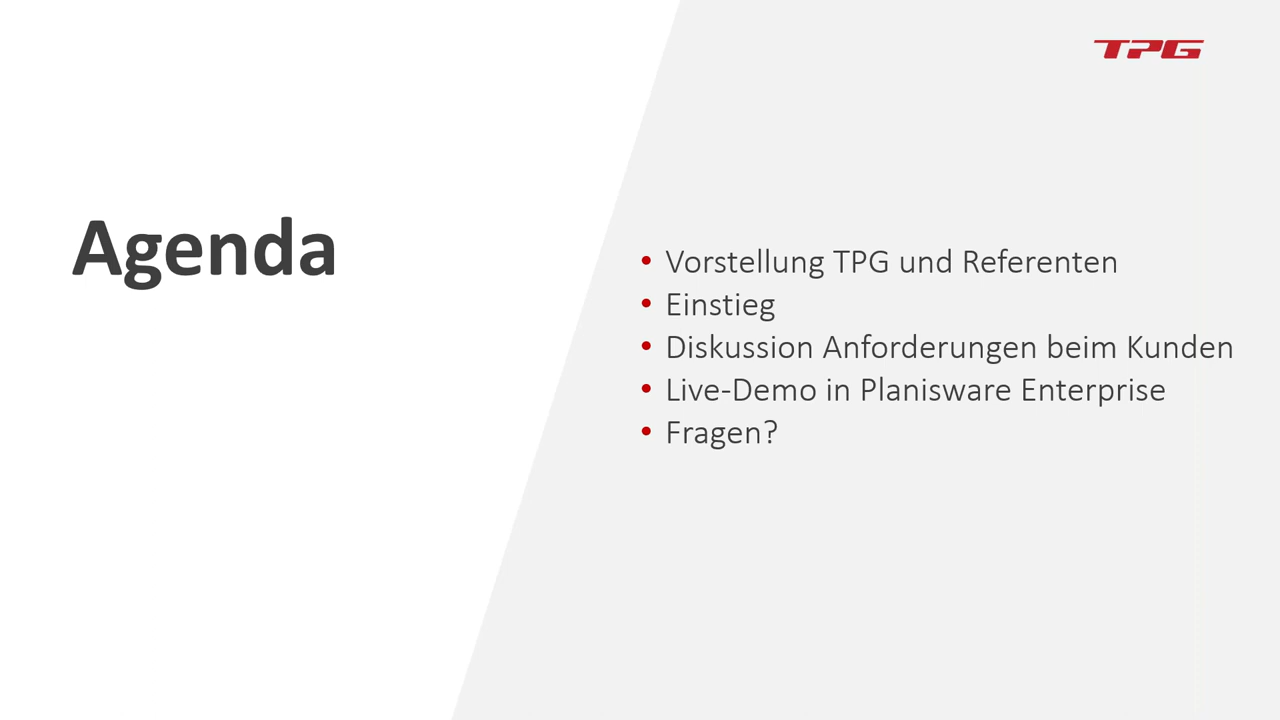 TPG
Agenda
• Vorstellung TPG und Referenten
• Einstieg
• Diskussion Anforderungen beim Kunden
• Live-Demo in Planisware Enterprise
• Fragen?